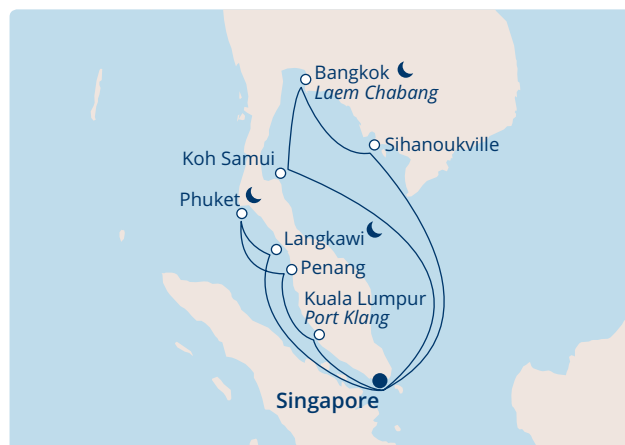 Bangkok
Laem Chabang
Sihanoukville
Koh Samui
Phuket
Langkawi
Penang
Kuala Lumpur
Port Klang
Singapore